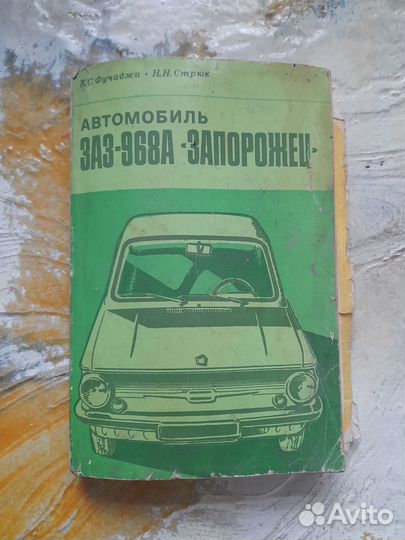 К.С.Фучаджи · Н.Н.Стрюк
АВТОМОБИЛЬ
ЗАЗ-968А «ЗАПОРОЖЕЦ»
Avito